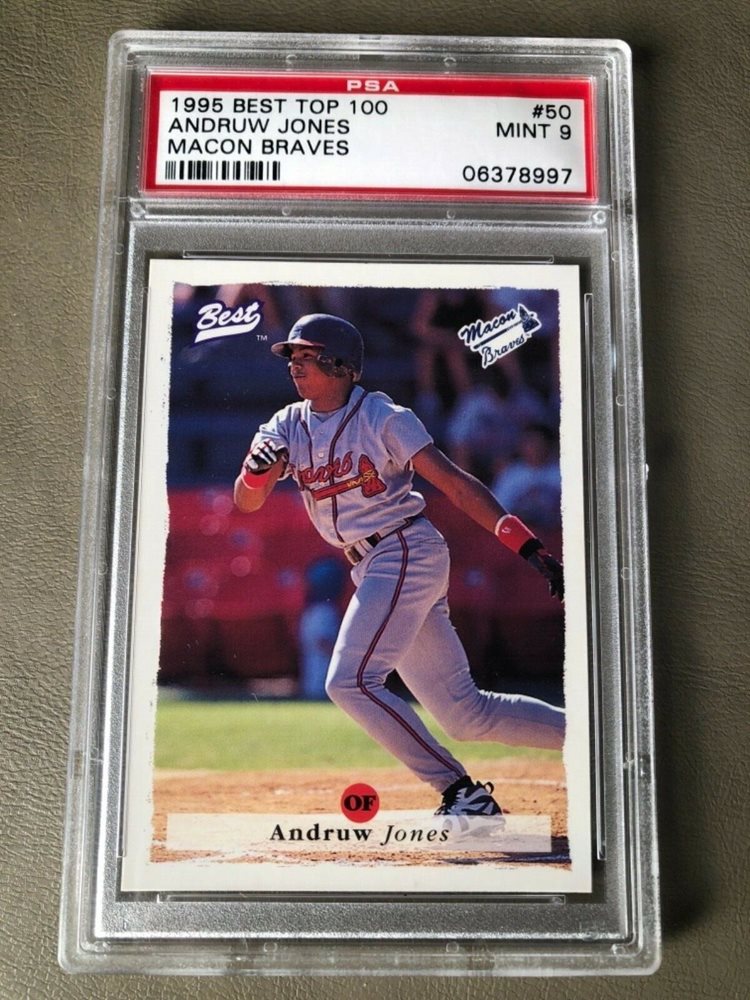 PSA
1995 BEST TOP 100 #50
ANDRUW JONES MINT 9
MACON BRAVES
06378997
Best
TM
Macon
Braves
OF
Andruw Jones